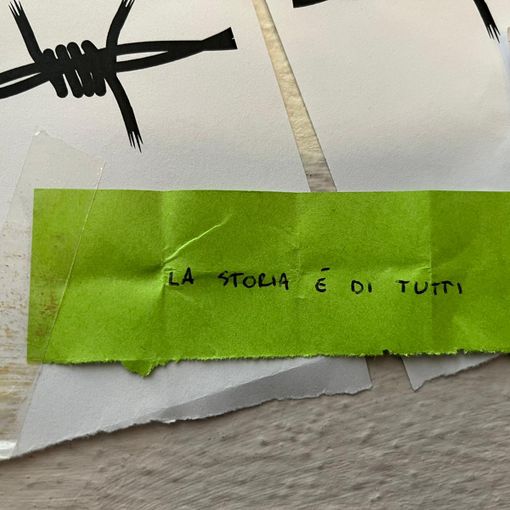 LA STORIA È DI TUTTI